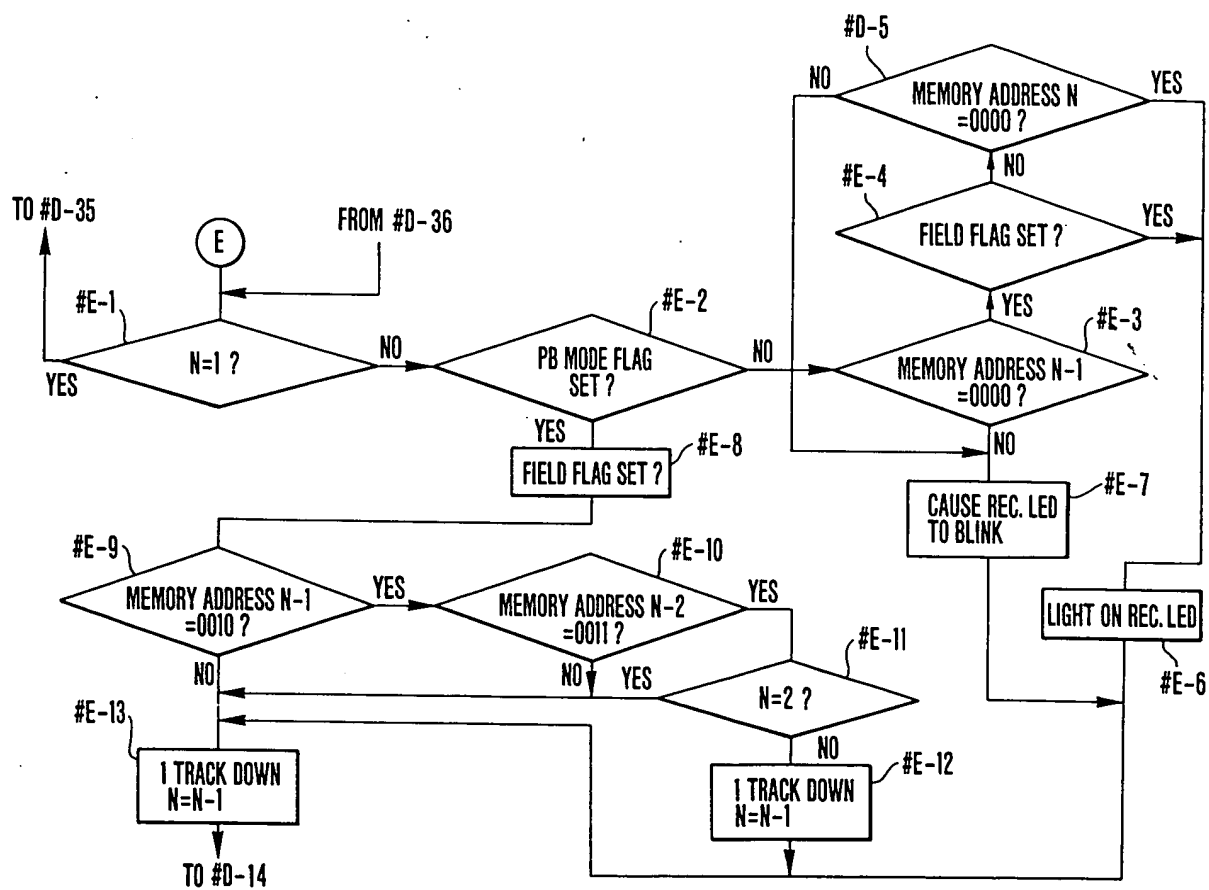 #D-5
NO
MEMORY ADDRESS N
=0000 ?
YES
NO
#E-4
FIELD FLAG SET ?
YES
TO #D-35
E
FROM #D-36
YES
#E-1
N=1 ?
YES
NO
#E-2
PB MODE FLAG
SET ?
NO
#E-3
MEMORY ADDRESS N-1
=0000 ?
NO
YES
#E-8
FIELD FLAG SET ?
#E-7
CAUSE REC. LED
TO BLINK
#E-9
MEMORY ADDRESS N-1
=0010 ?
YES
NO
#E-10
MEMORY ADDRESS N-2
=0011 ?
YES
NO
LIGHT ON REC. LED
#E-6
#E-11
YES
N=2 ?
NO
#E-13
1 TRACK DOWN
N=N-1
#E-12
1 TRACK DOWN
N=N-1
TO #D-14